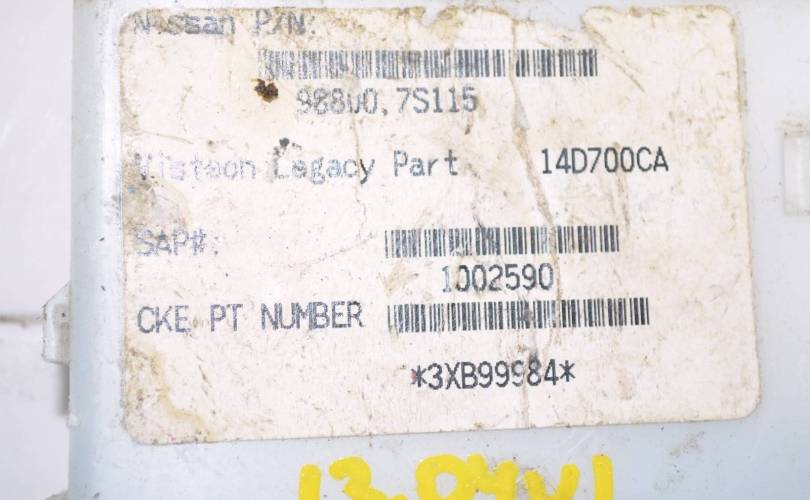 Nissan P/N:
98800 7S115
Visteon Legacy Part 14D700CA
SAP#:
1002590
CKE PT NUMBER
*3XB99984*